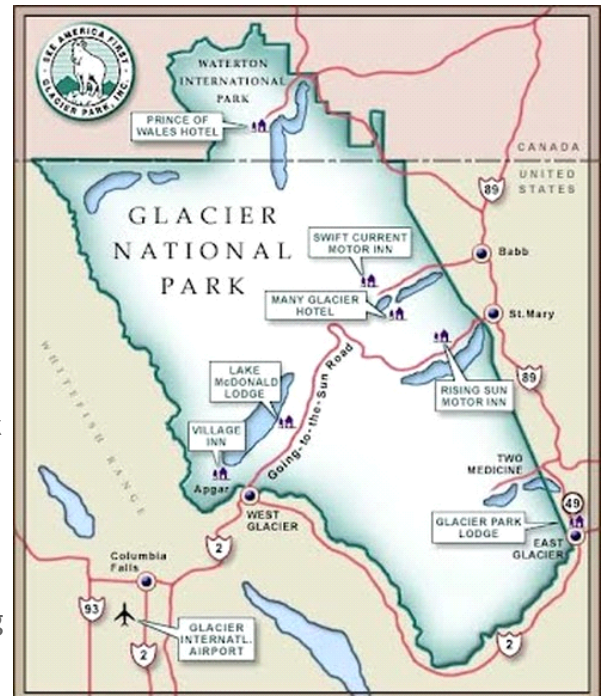 SEE AMERICA FIRST
GLACIER PARK, INC.
WATERTON
INTERNATIONAL
PARK
PRINCE OF
WALES HOTEL
CANADA
UNITED
STATES
89
GLACIER
NATIONAL
PARK
SWIFT CURRENT
MOTOR INN
Babb
MANY GLACIER
HOTEL
St.Mary
LAKE
McDONALD
LODGE
Going-to-the-Sun Road
RISING SUN
MOTOR INN
89
WHITEFISH RANGE
VILLAGE
INN
Apgar
TWO
MEDICINE
WEST
GLACIER
49
GLACIER PARK
LODGE
EAST
GLACIER
2
Columbia
Falls
93
GLACIER
INTERNATL.
AIRPORT
2
2